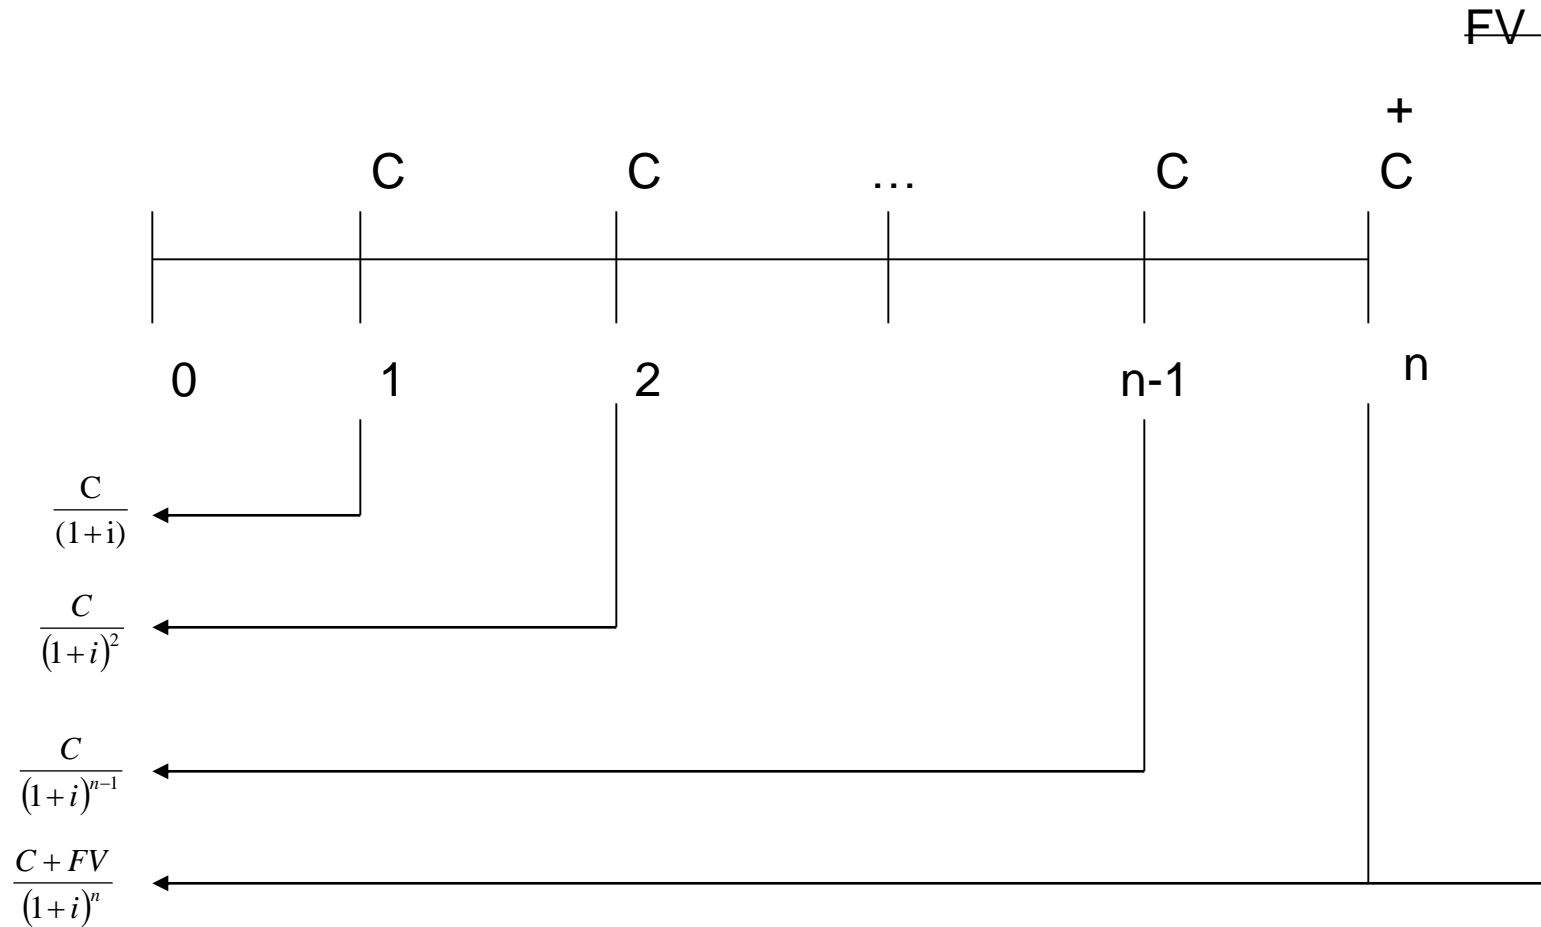 FV
+
C C … C C
0 1 2 n-1 n
C
(1+i)
C
(1+i)²
C
(1+i)ⁿ⁻¹
C + FV
(1+i)ⁿ